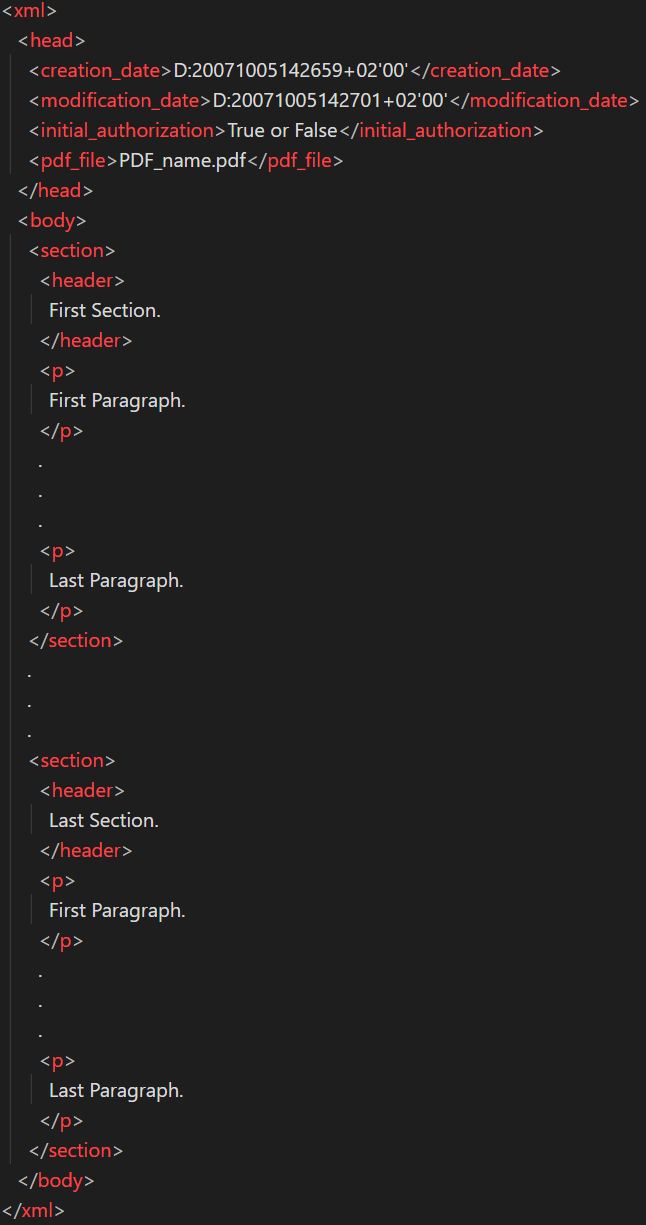 <xml>
<head>
<creation_date>D:20071005142659+02'00'</creation_date>
<modification_date>D:20071005142701+02'00'</modification_date>
<initial_authorization>True or False</initial_authorization>
<pdf_file>PDF_name.pdf</pdf_file>
</head>
<body>
<section>
<header>
First Section.
</header>
<p>
First Paragraph.
</p>
.
.
.
<p>
Last Paragraph.
</p>
</section>
.
.
.
<section>
<header>
Last Section.
</header>
<p>
First Paragraph.
</p>
.
.
.
<p>
Last Paragraph.
</p>
</section>
</body>
</xml>